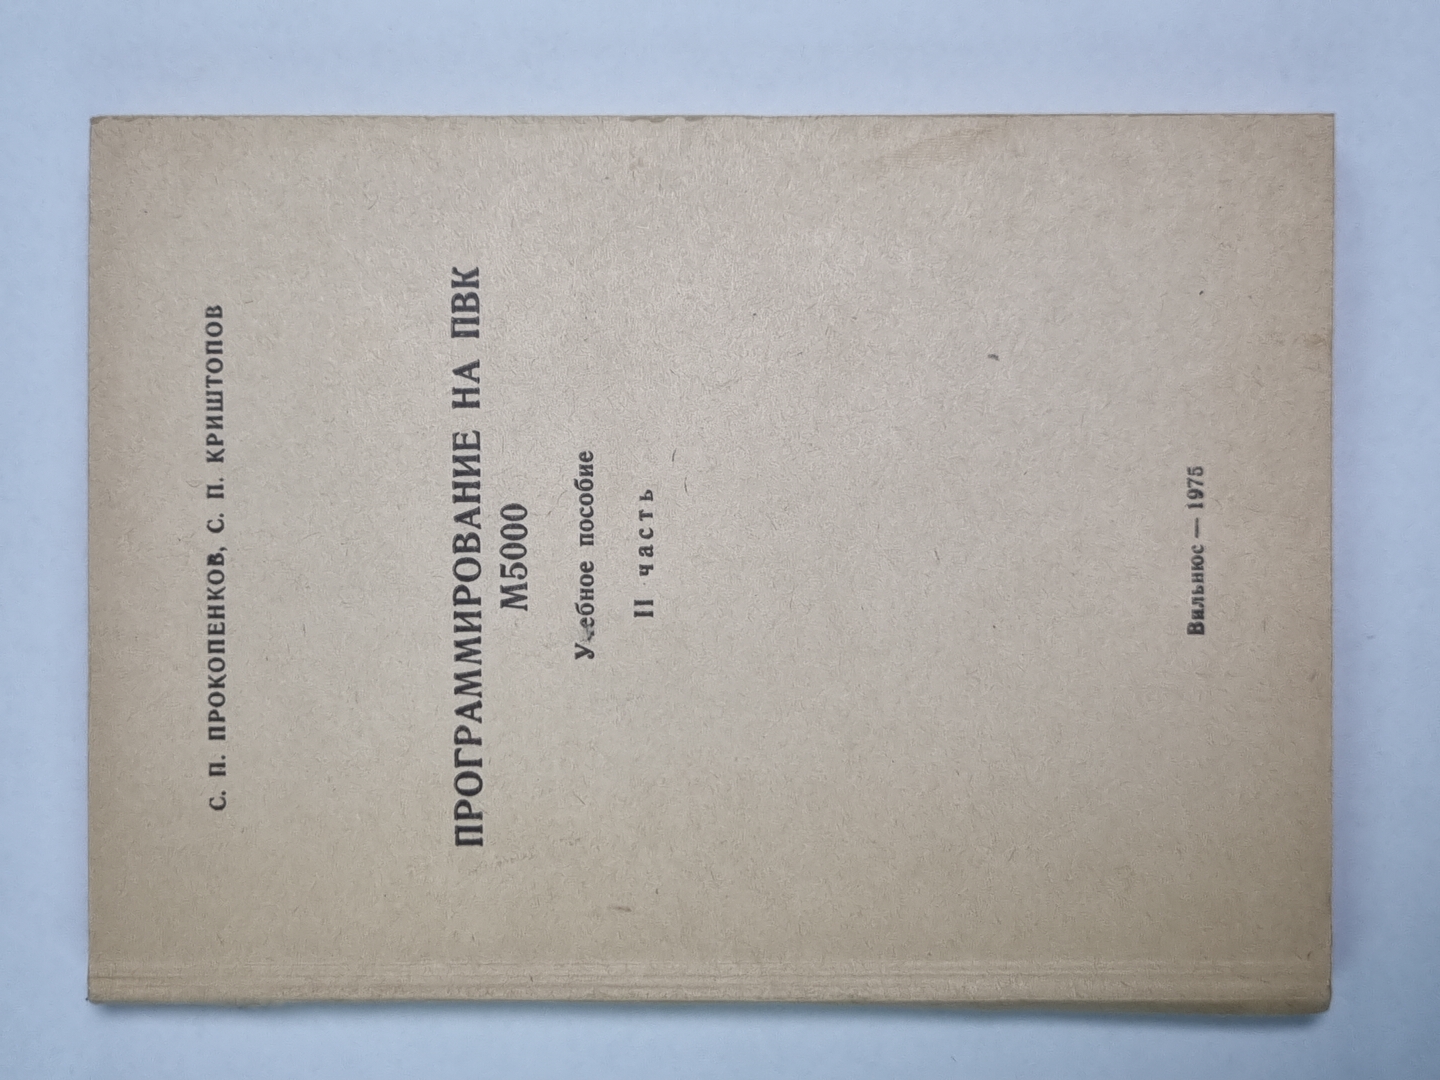 С. П. ПРОКОПЕНКОВ, С. П. КРИШТОПОВ
ПРОГРАММИРОВАНИЕ НА ПВК
М5000
Учебное пособие
II часть
Вильнюс — 1975